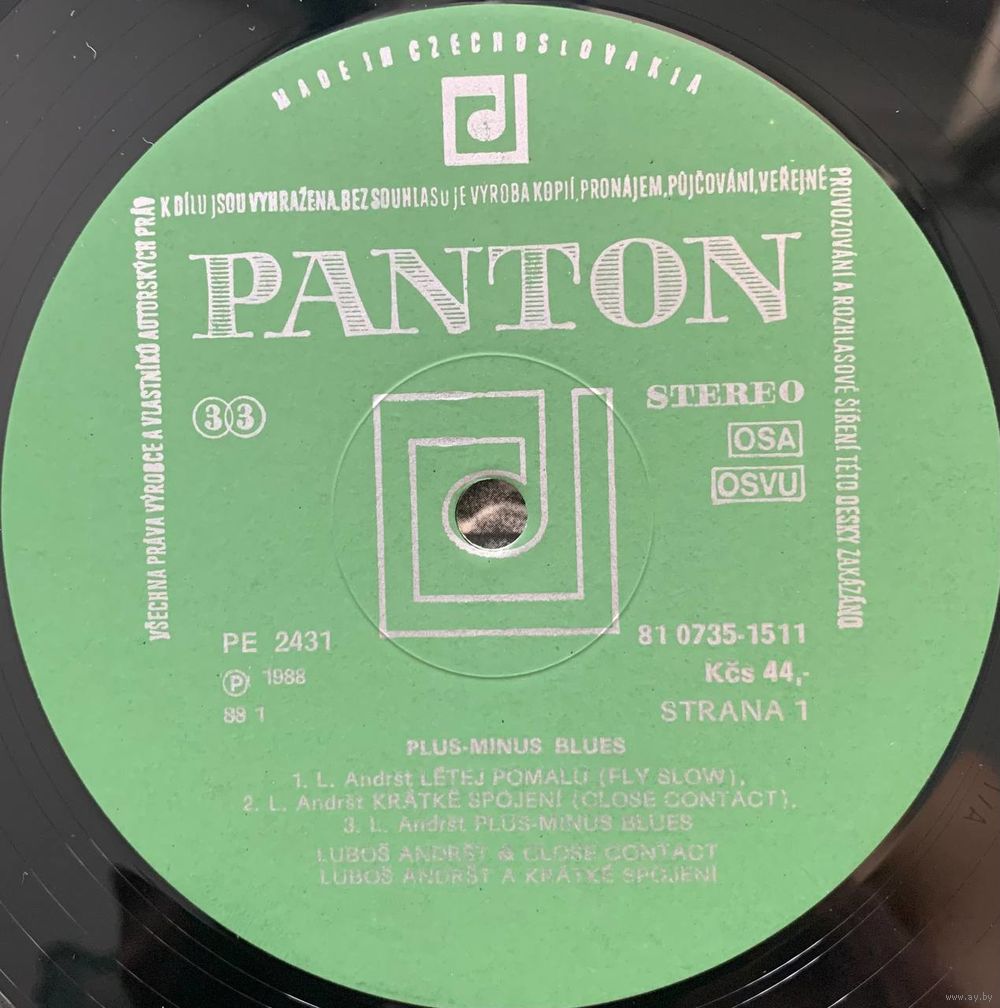 MADE IN CZECHOSLOVAKIA
VŠECHNA PRÁVA VÝROBCE A VLASTNÍKŮ AUTORSKÝCH PRÁV
K DÍLU JSOU VYHRAŽENA. BEZ SOUHLASU JE VÝROBA KOPIÍ, PRONÁJEM, PŮJČOVÁNÍ, VEŘEJNÉ
PROVOZOVÁNÍ A ROZHLASOVÉ ŠÍŘENÍ TÉTO DESKY ZAKÁZÁNO
PANTON
33 STEREO
OSA
OSVU
PE 2431 81 0735-1511
Ⓟ 1988 Kčs 44,-
88 1 STRANA 1
PLUS-MINUS BLUES
1. L. Andršt LÉTEJ POMALU (FLY SLOW),
2. L. Andršt KRÁTKÉ SPOJENÍ (CLOSE CONTACT),
3. L. Andršt PLUS-MINUS BLUES
LUBOŠ ANDRŠT & CLOSE CONTACT
LUBOŠ ANDRŠT A KRÁTKÉ SPOJENÍ
www.ay.by